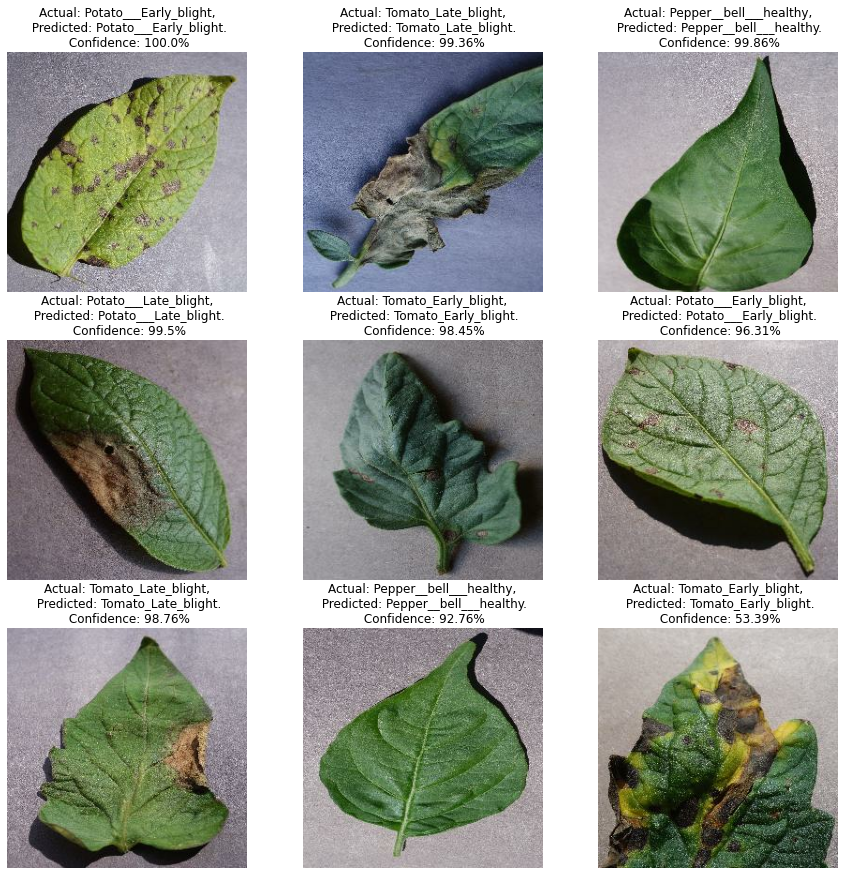 Actual: Potato___Early_blight,
Predicted: Potato___Early_blight.
Confidence: 100.0%
Actual: Tomato_Late_blight,
Predicted: Tomato_Late_blight.
Confidence: 99.36%
Actual: Pepper__bell___healthy,
Predicted: Pepper__bell___healthy.
Confidence: 99.86%
Actual: Potato___Late_blight,
Predicted: Potato___Late_blight.
Confidence: 99.5%
Actual: Tomato_Early_blight,
Predicted: Tomato_Early_blight.
Confidence: 98.45%
Actual: Potato___Early_blight,
Predicted: Potato___Early_blight.
Confidence: 96.31%
Actual: Tomato_Late_blight,
Predicted: Tomato_Late_blight.
Confidence: 98.76%
Actual: Pepper__bell___healthy,
Predicted: Pepper__bell___healthy.
Confidence: 92.76%
Actual: Tomato_Early_blight,
Predicted: Tomato_Early_blight.
Confidence: 53.39%